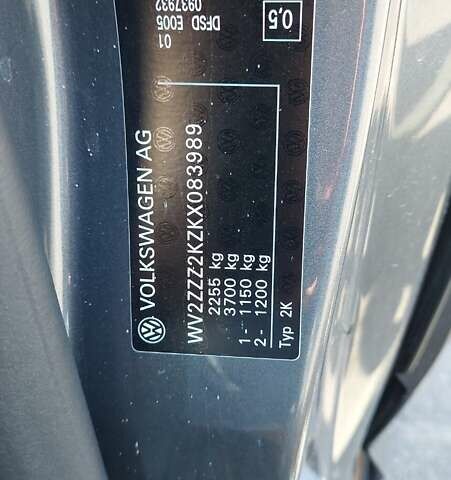 0937932
DFSD E005
01
0,5
VOLKSWAGEN AG
WV2ZZZ2KZKX083989
2255 kg
3700 kg
1 - 1150 kg
2 - 1200 kg
Typ 2K